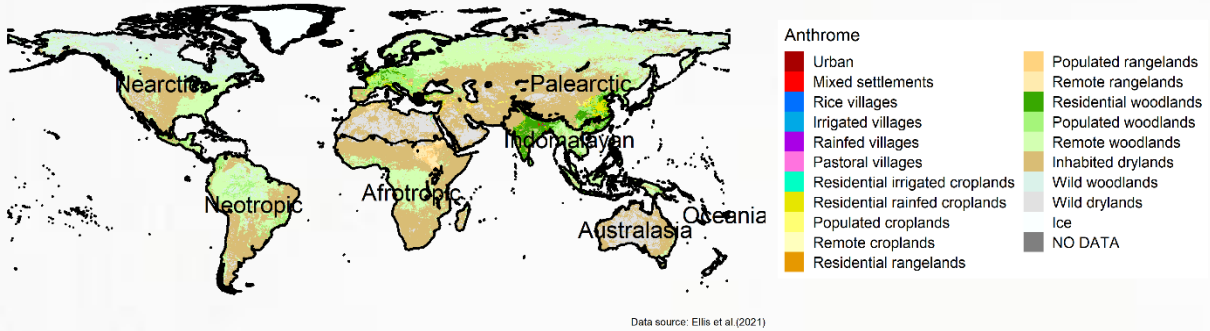 Nearctic
Palearctic
Indomalayan
Afrotropic
Neotropic
Oceania
Australasia
Data source: Ellis et al.(2021)
Anthrome
Urban
Mixed settlements
Rice villages
Irrigated villages
Rainfed villages
Pastoral villages
Residential irrigated croplands
Residential rainfed croplands
Populated croplands
Remote croplands
Residential rangelands
Populated rangelands
Remote rangelands
Residential woodlands
Populated woodlands
Remote woodlands
Inhabited drylands
Wild woodlands
Wild drylands
Ice
NO DATA